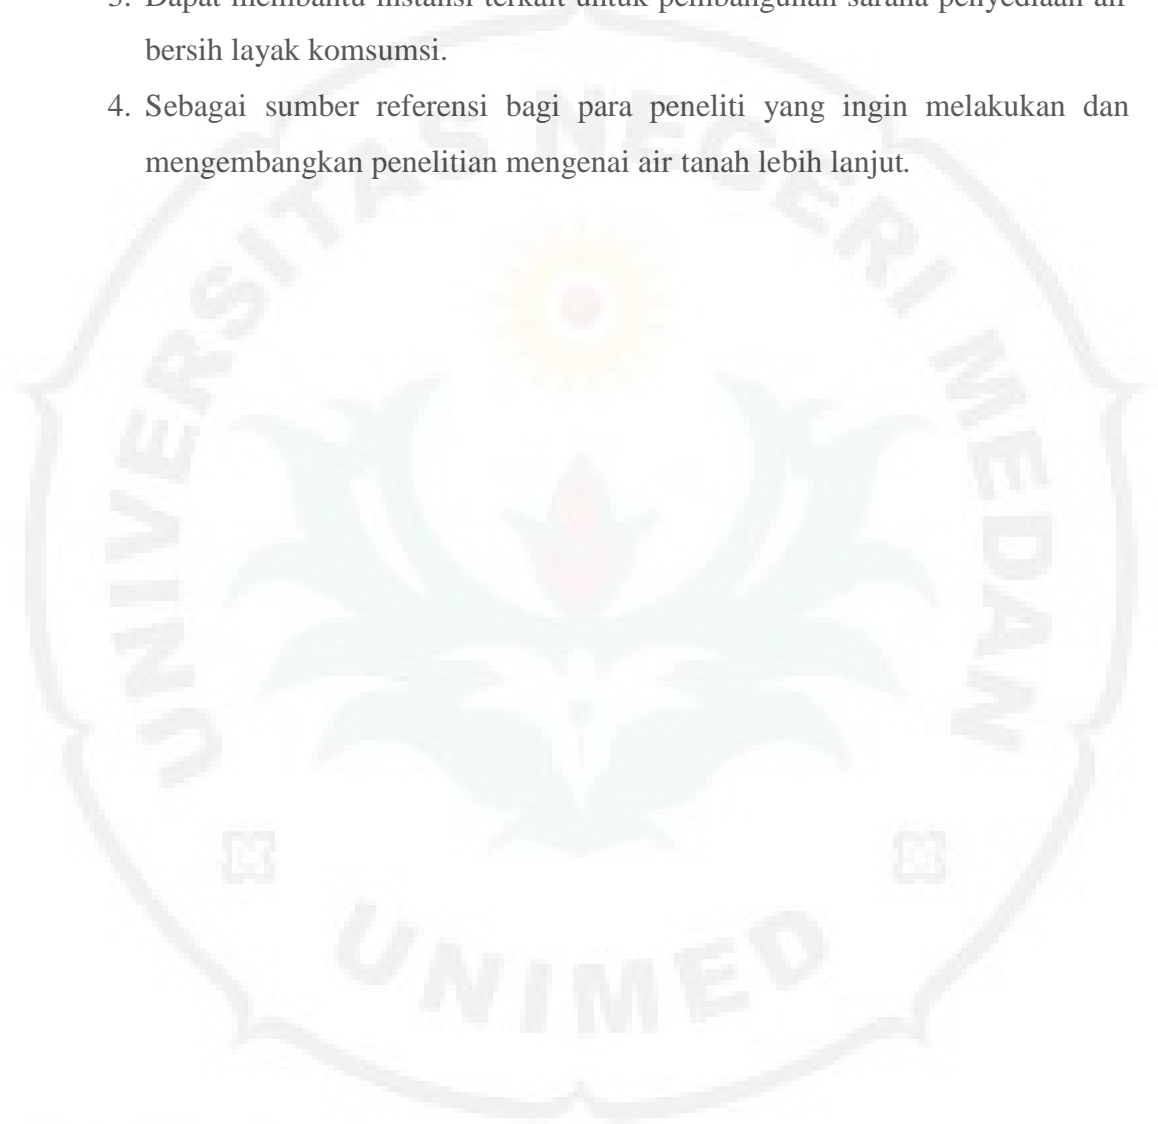 3. Dapat membantu instansi terkait untuk pembangunan sarana penyediaan air
bersih layak komsumsi.
4. Sebagai sumber referensi bagi para peneliti yang ingin melakukan dan
mengembangkan penelitian mengenai air tanah lebih lanjut.
UNIVERSITAS NEGERI MEDAN
UNIMED